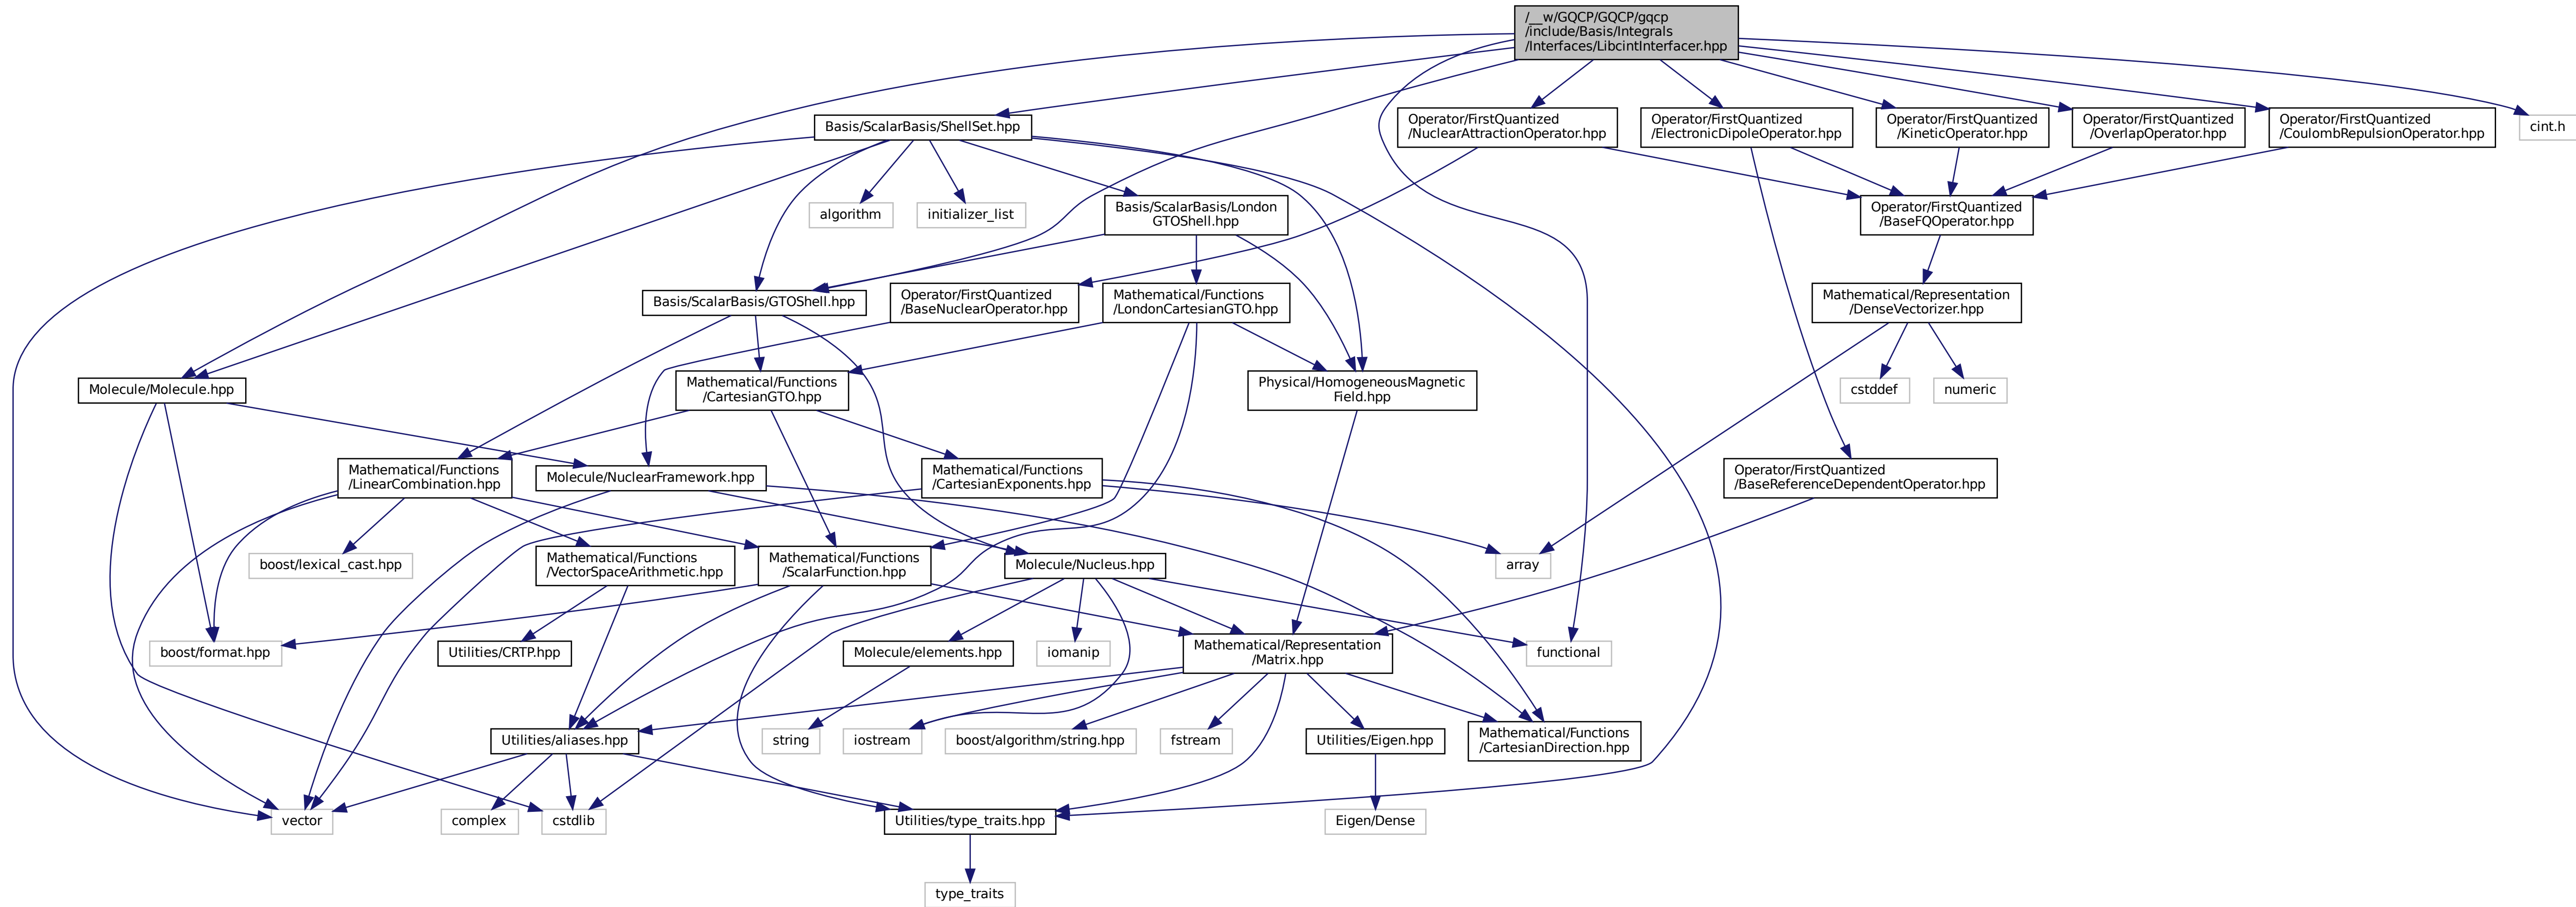 /__w/GQCP/GQCP/gqcp
/include/Basis/Integrals
/Interfaces/LibcintInterfacer.hpp
Basis/ScalarBasis/ShellSet.hpp
Operator/FirstQuantized
/NuclearAttractionOperator.hpp
Operator/FirstQuantized
/ElectronicDipoleOperator.hpp
Operator/FirstQuantized
/KineticOperator.hpp
Operator/FirstQuantized
/OverlapOperator.hpp
Operator/FirstQuantized
/CoulombRepulsionOperator.hpp
cint.h
algorithm
initializer_list
Basis/ScalarBasis/London
GTOShell.hpp
Operator/FirstQuantized
/BaseFQOperator.hpp
Basis/ScalarBasis/GTOShell.hpp
Operator/FirstQuantized
/BaseNuclearOperator.hpp
Mathematical/Functions
/LondonCartesianGTO.hpp
Mathematical/Representation
/DenseVectorizer.hpp
Molecule/Molecule.hpp
Mathematical/Functions
/CartesianGTO.hpp
Physical/HomogeneousMagnetic
Field.hpp
cstddef
numeric
Mathematical/Functions
/LinearCombination.hpp
Molecule/NuclearFramework.hpp
Mathematical/Functions
/CartesianExponents.hpp
Operator/FirstQuantized
/BaseReferenceDependentOperator.hpp
boost/lexical_cast.hpp
Mathematical/Functions
/VectorSpaceArithmetic.hpp
Mathematical/Functions
/ScalarFunction.hpp
Molecule/Nucleus.hpp
array
boost/format.hpp
Utilities/CRTP.hpp
Molecule/elements.hpp
iomanip
Mathematical/Representation
/Matrix.hpp
functional
Utilities/aliases.hpp
string
iostream
boost/algorithm/string.hpp
fstream
Utilities/Eigen.hpp
Mathematical/Functions
/CartesianDirection.hpp
vector
complex
cstdlib
Utilities/type_traits.hpp
Eigen/Dense
type_traits